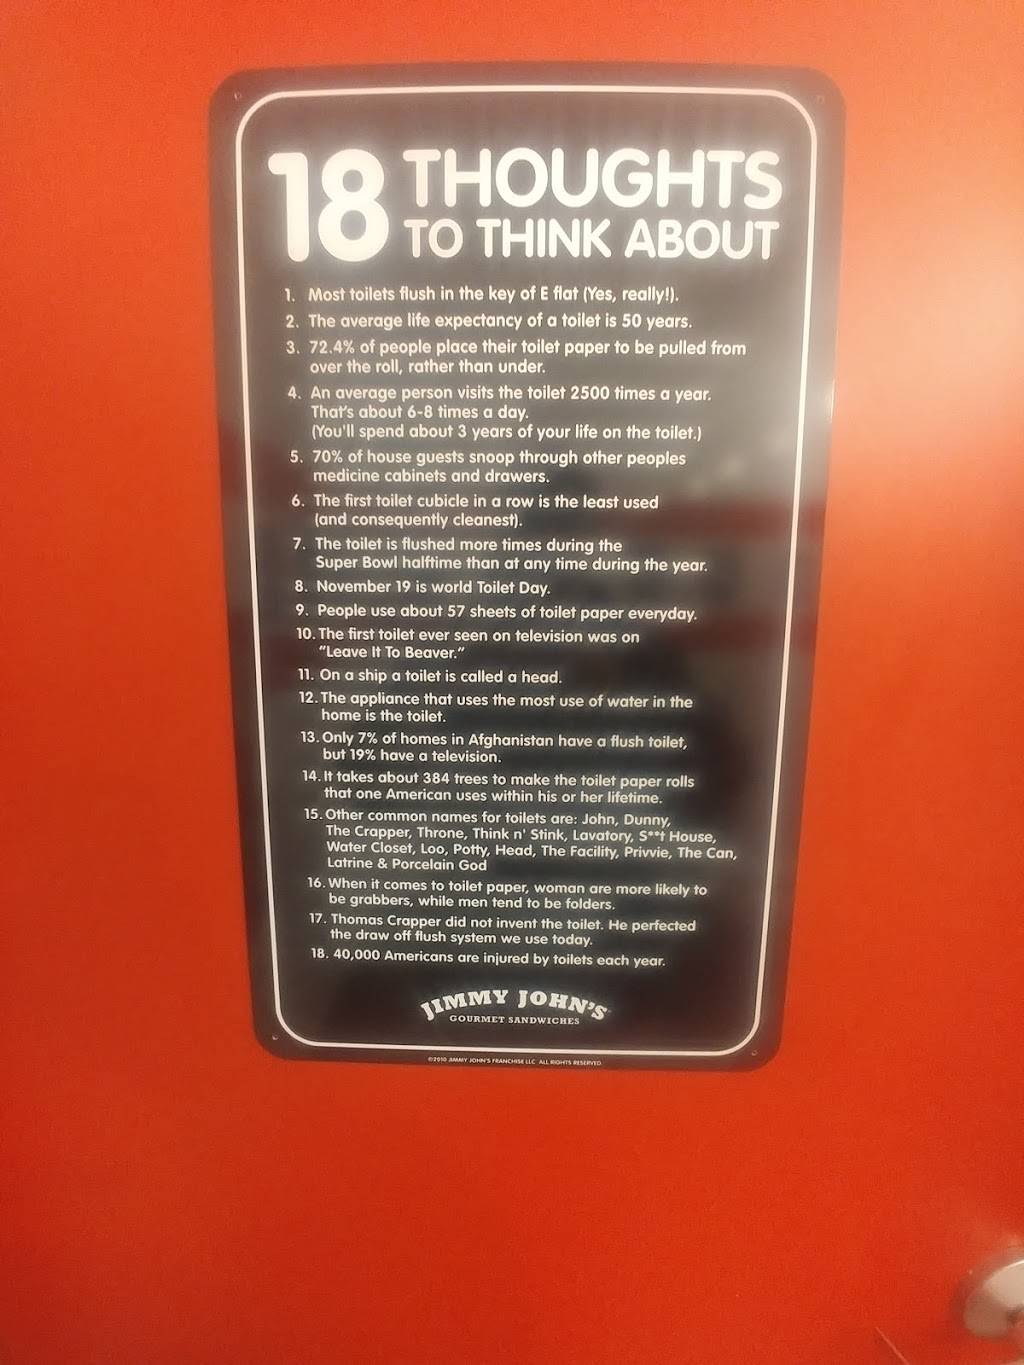 18 THOUGHTS
TO THINK ABOUT
1. Most toilets flush in the key of E flat (Yes, really!).
2. The average life expectancy of a toilet is 50 years.
3. 72.4% of people place their toilet paper to be pulled from
over the roll, rather than under.
4. An average person visits the toilet 2500 times a year.
That's about 6-8 times a day.
(You'll spend about 3 years of your life on the toilet.)
5. 70% of house guests snoop through other peoples
medicine cabinets and drawers.
6. The first toilet cubicle in a row is the least used
(and consequently cleanest).
7. The toilet is flushed more times during the
Super Bowl halftime than at any time during the year.
8. November 19 is world Toilet Day.
9. People use about 57 sheets of toilet paper everyday.
10. The first toilet ever seen on television was on
"Leave It To Beaver."
11. On a ship a toilet is called a head.
12. The appliance that uses the most use of water in the
home is the toilet.
13. Only 7% of homes in Afghanistan have a flush toilet,
but 19% have a television.
14. It takes about 384 trees to make the toilet paper rolls
that one American uses within his or her lifetime.
15. Other common names for toilets are: John, Dunny,
The Crapper, Throne, Think n' Stink, Lavatory, S**t House,
Water Closet, Loo, Potty, Head, The Facility, Privvie, The Can,
Latrine & Porcelain God
16. When it comes to toilet paper, woman are more likely to
be grabbers, while men tend to be folders.
17. Thomas Crapper did not invent the toilet. He perfected
the draw off flush system we use today.
18. 40,000 Americans are injured by toilets each year.
JIMMY JOHN'S
GOURMET SANDWICHES
©2010 JIMMY JOHN'S FRANCHISE LLC ALL RIGHTS RESERVED.